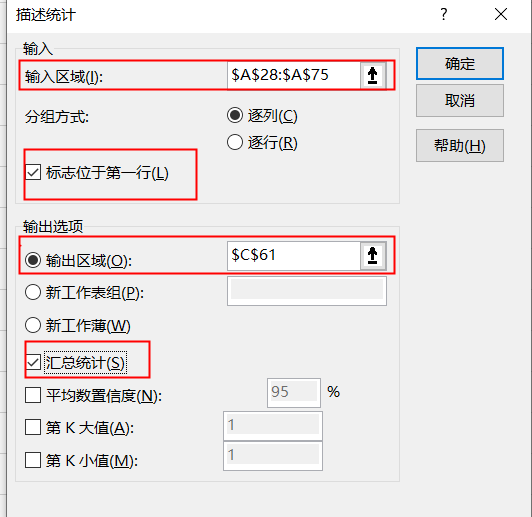 描述统计 ?
输入
输入区域(I): $A$28:$A$75
确定
分组方式: 逐列(C)
取消
逐行(R)
帮助(H)
标志位于第一行(L)
输出选项
输出区域(O): $C$61
新工作表组(P):
新工作薄(W)
汇总统计(S)
平均数置信度(N): 95 %
第 K 大值(A): 1
第 K 小值(M): 1